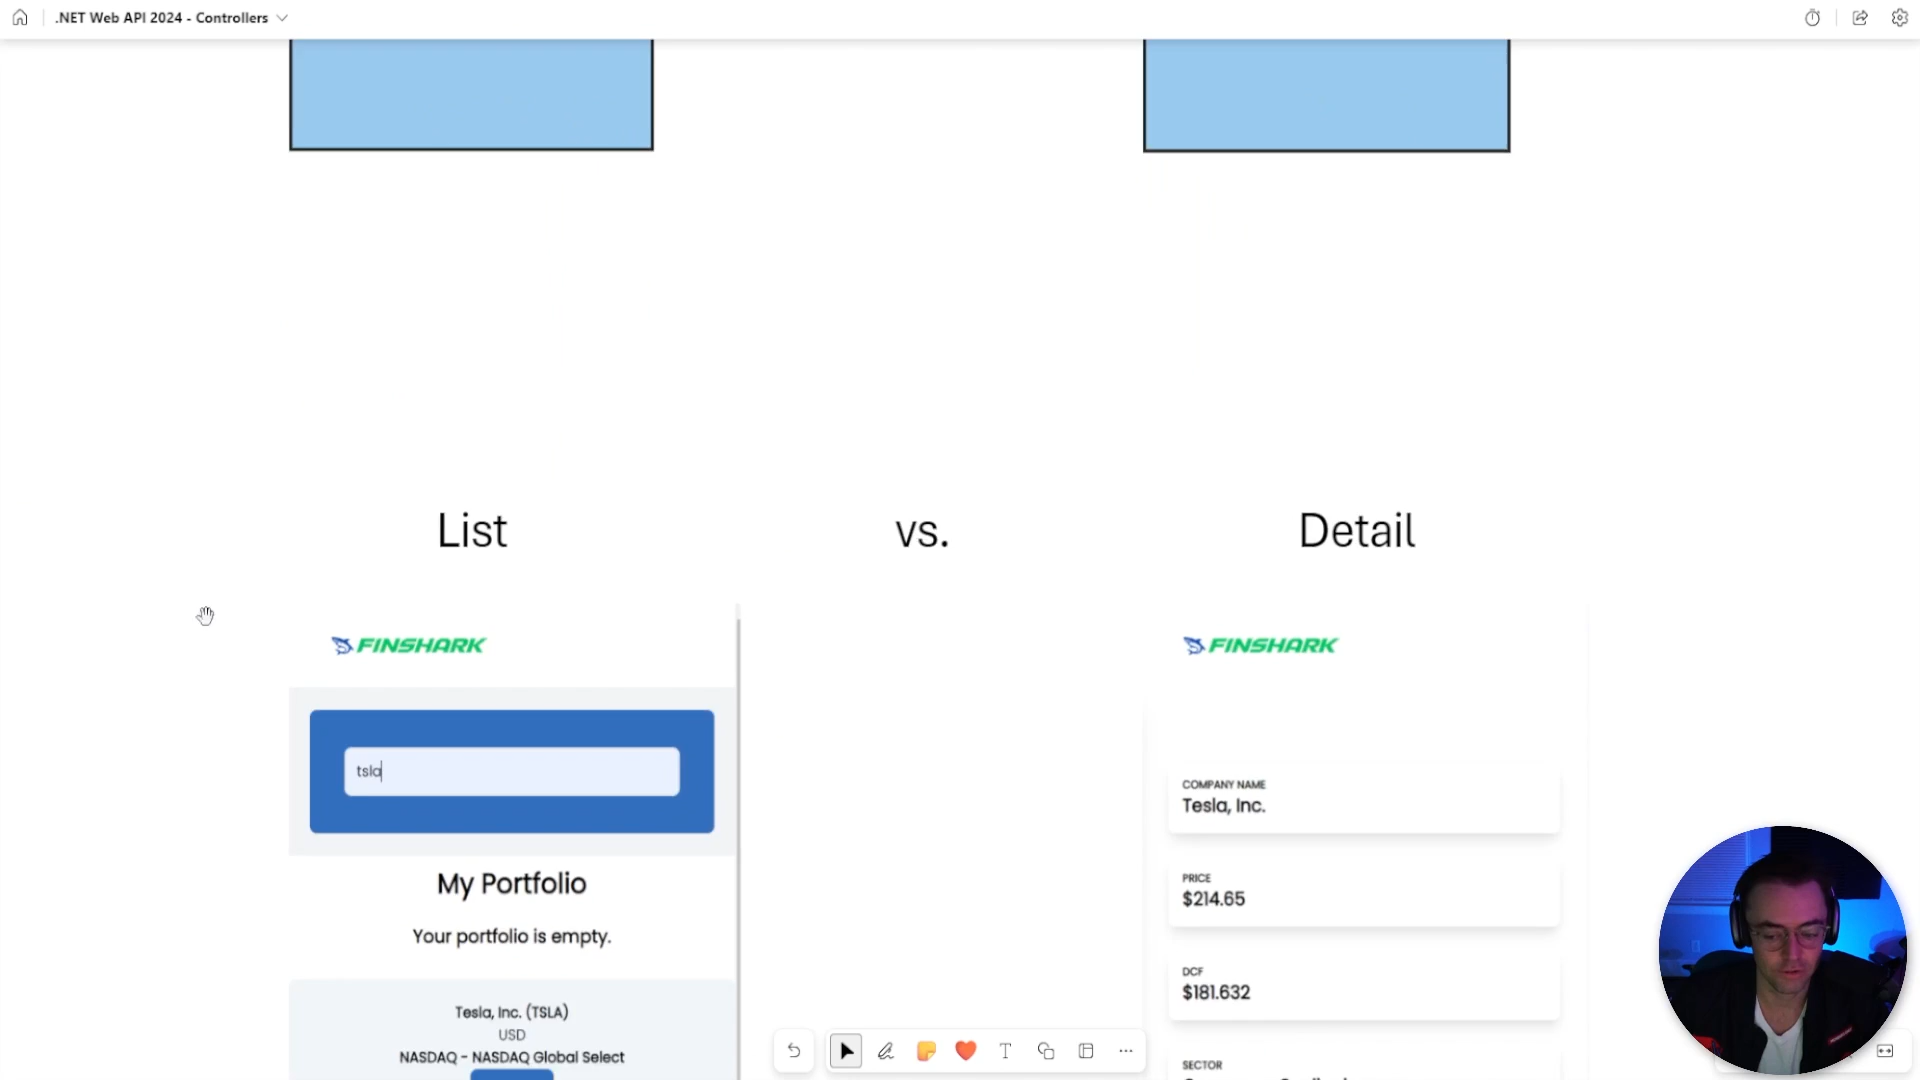 .NET Web API 2024 - Controllers
List vs. Detail
FINSHARK
tsla
My Portfolio
Your portfolio is empty.
Tesla, Inc. (TSLA)
USD
NASDAQ - NASDAQ Global Select
FINSHARK
COMPANY NAME
Tesla, Inc.
PRICE
$214.65
DCF
$181.632
SECTOR